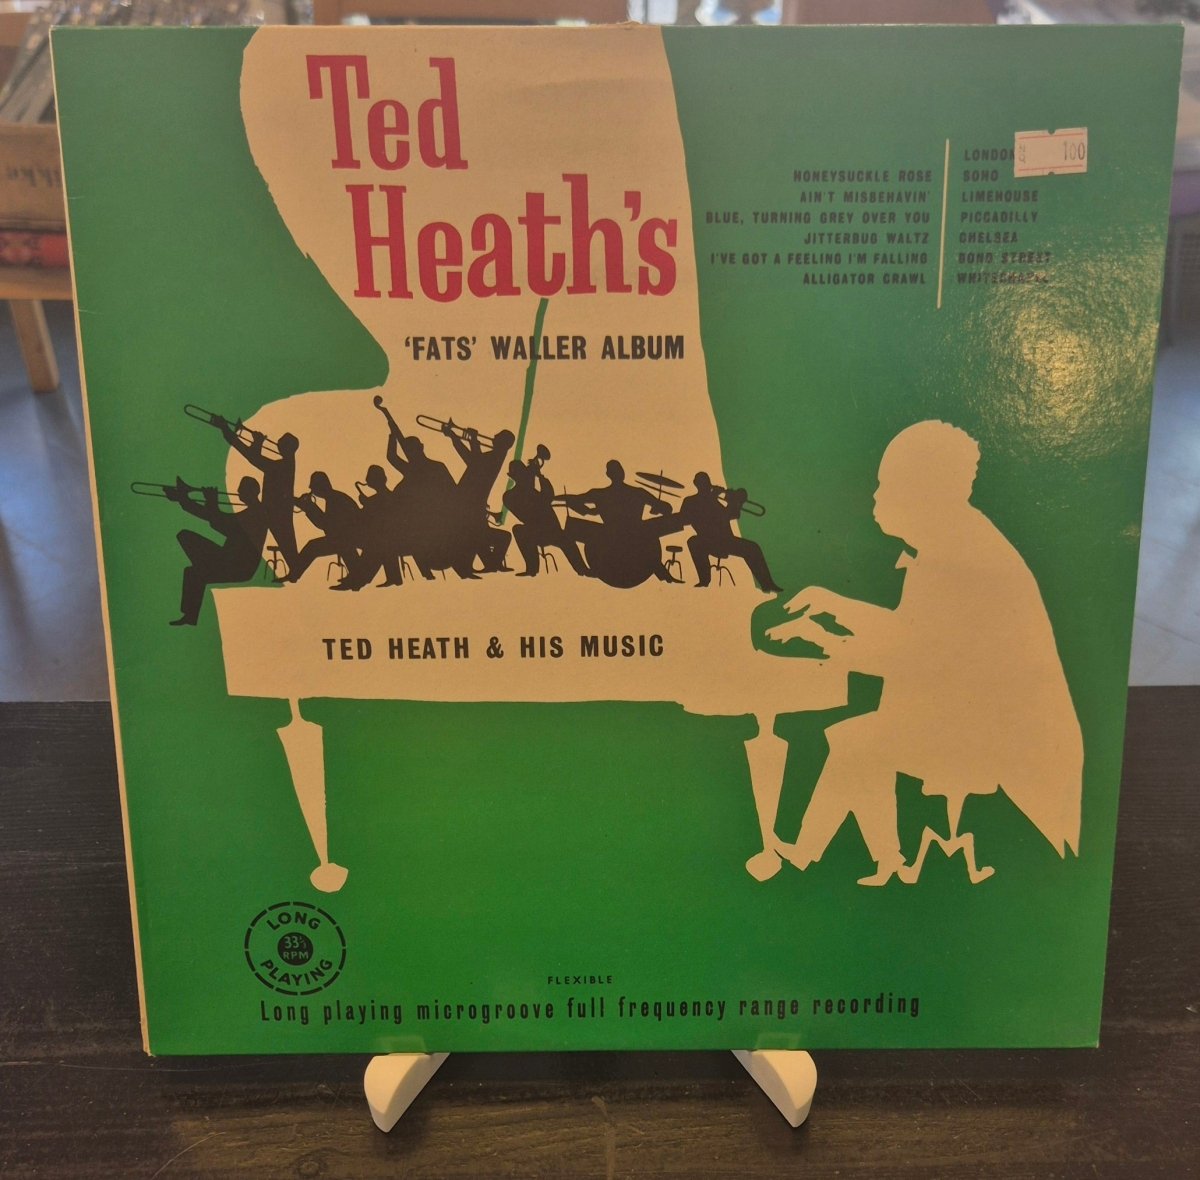 Ted
Heath's
'FATS' WALLER ALBUM
HONEYSUCKLE ROSE
AIN'T MISBEHAVIN'
BLUE, TURNING GREY OVER YOU
JITTERBUG WALTZ
I'VE GOT A FEELING I'M FALLING
ALLIGATOR CRAWL
LONDON
100
SOHO
LIMEHOUSE
PICCADILLY
CHELSEA
BOND STREET
WHITECHAPEL
TED HEATH & HIS MUSIC
LONG
33⅓
RPM
PLAYING
FLEXIBLE
Long playing microgroove full frequency range recording